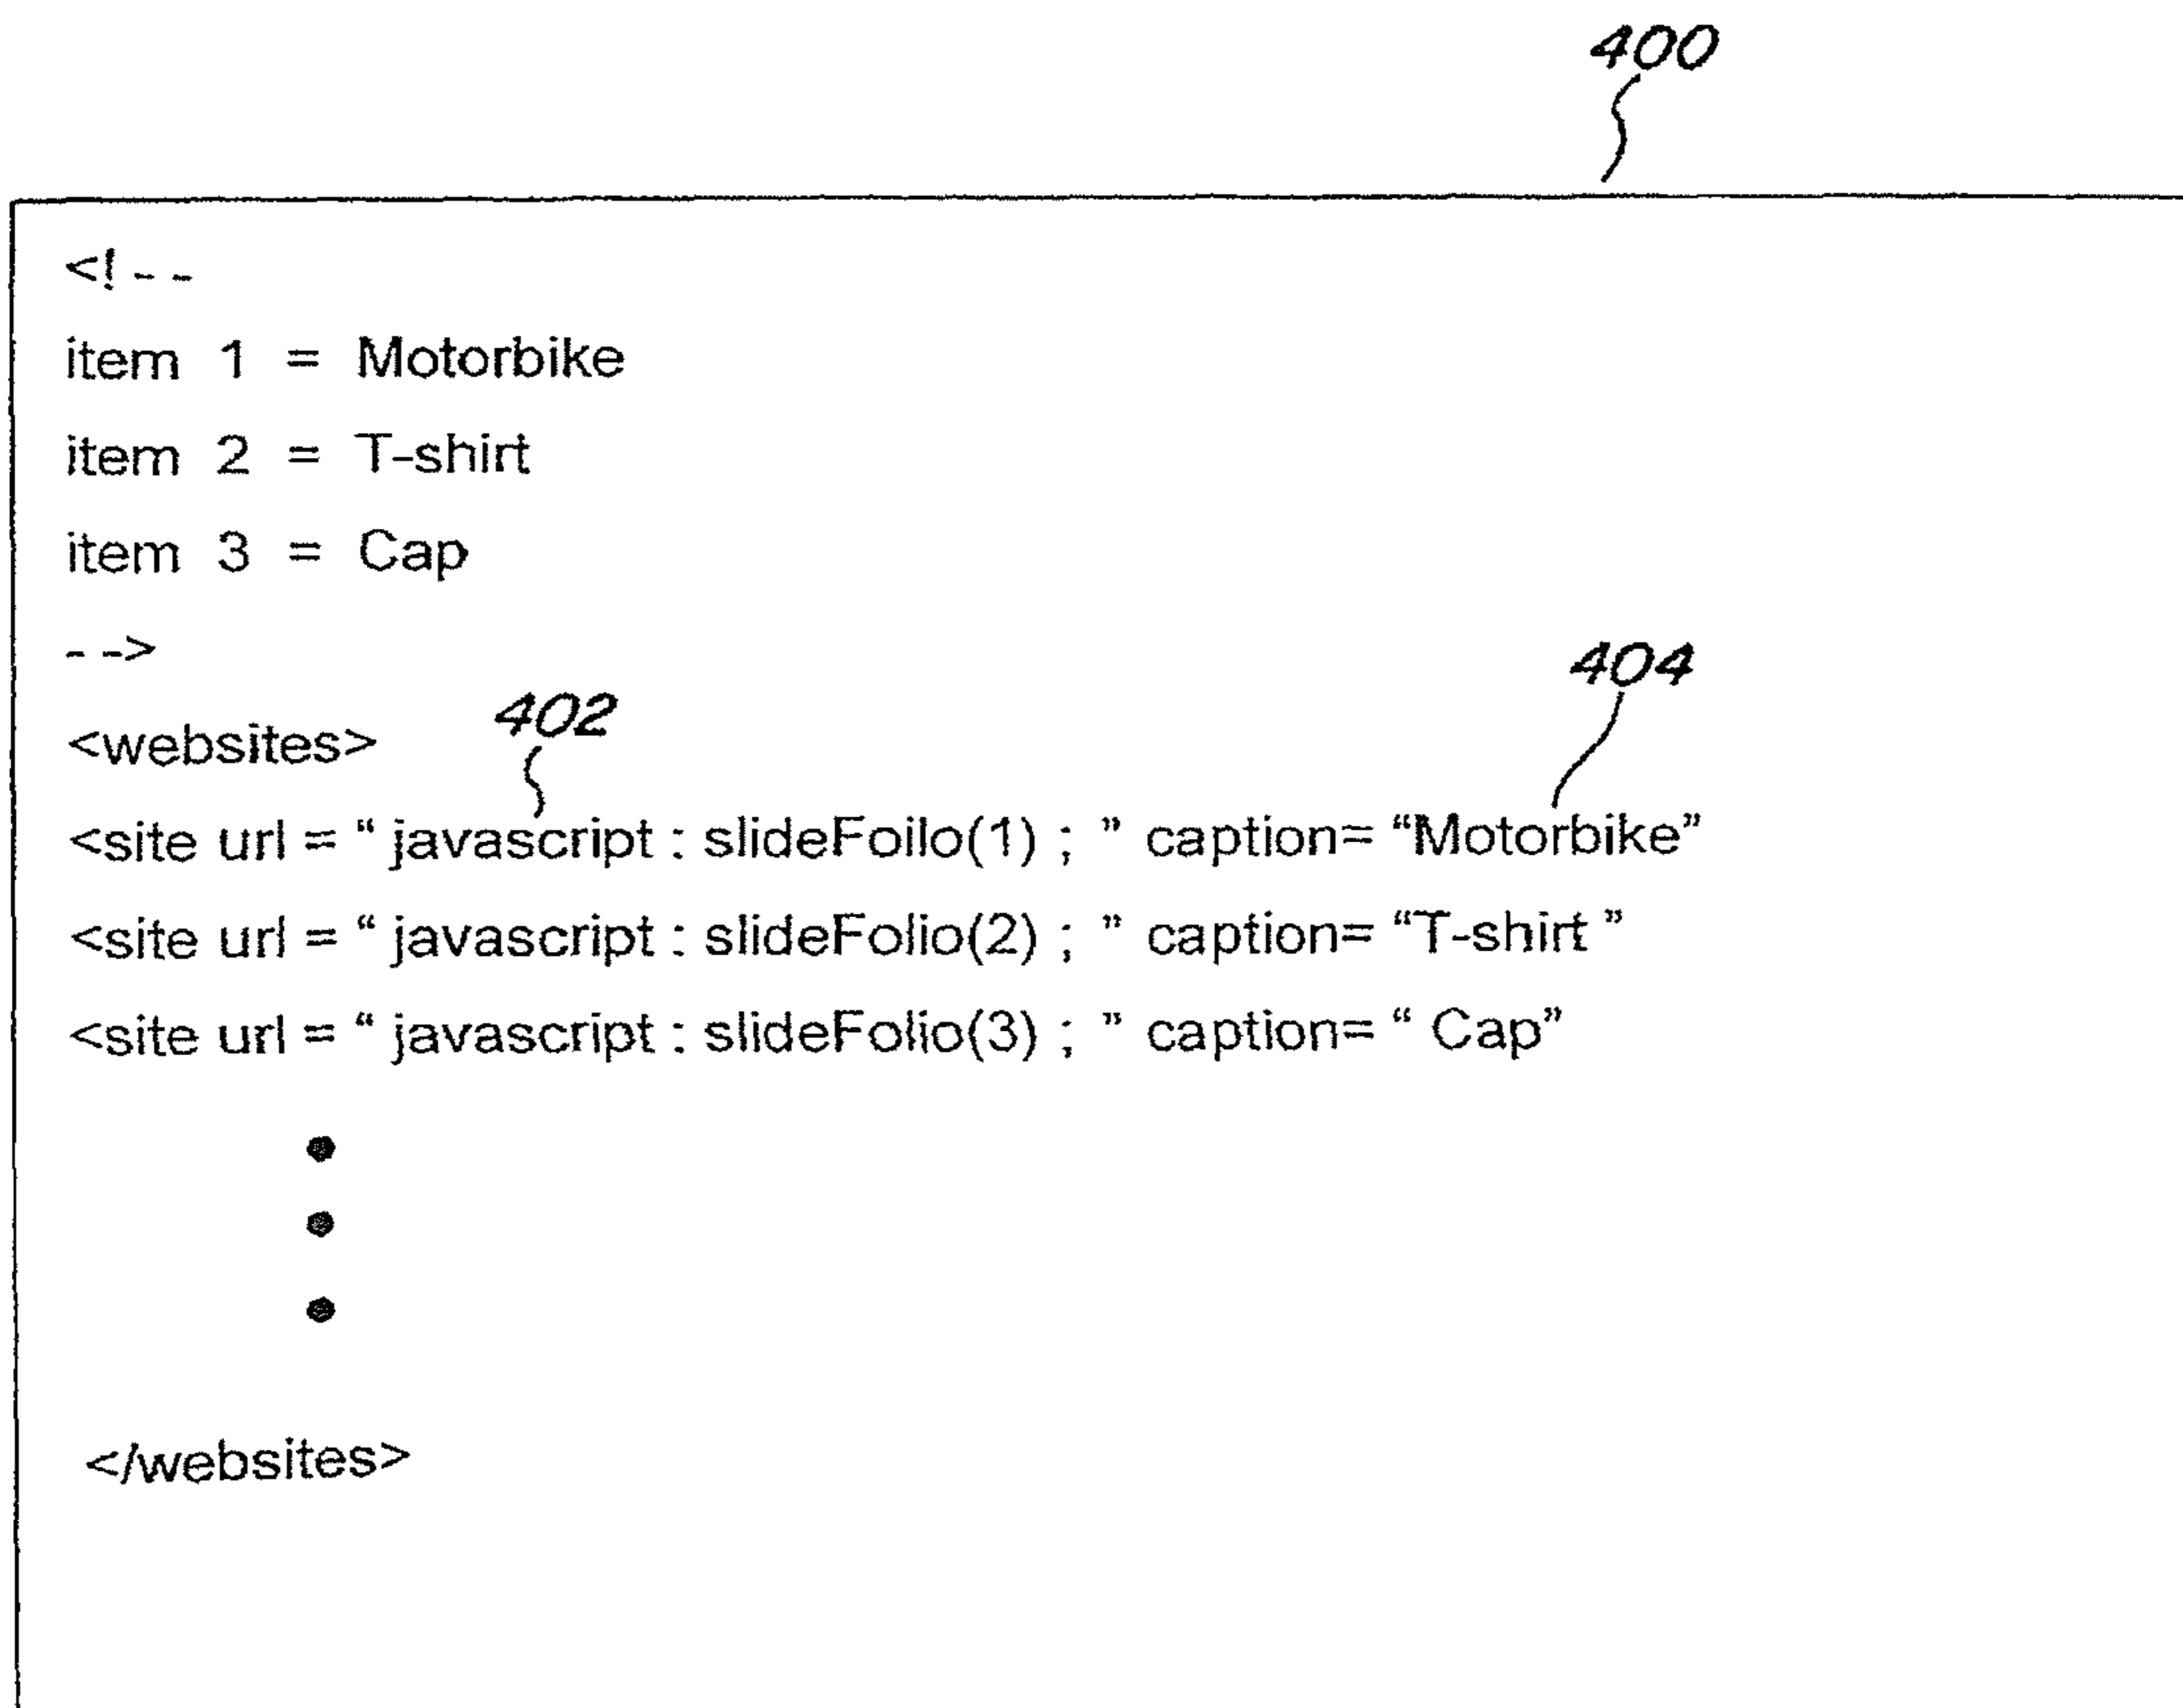 400
<! - -
item 1 = Motorbike
item 2 = T-shirt
item 3 = Cap
- ->
404
402
<websites>
<site url = “ javascript : slideFoilo(1) ; ” caption= “Motorbike”
<site url = “ javascript : slideFolio(2) ; ” caption= “T-shirt ”
<site url = “ javascript : slideFolio(3) ; ” caption= “ Cap”
</websites>